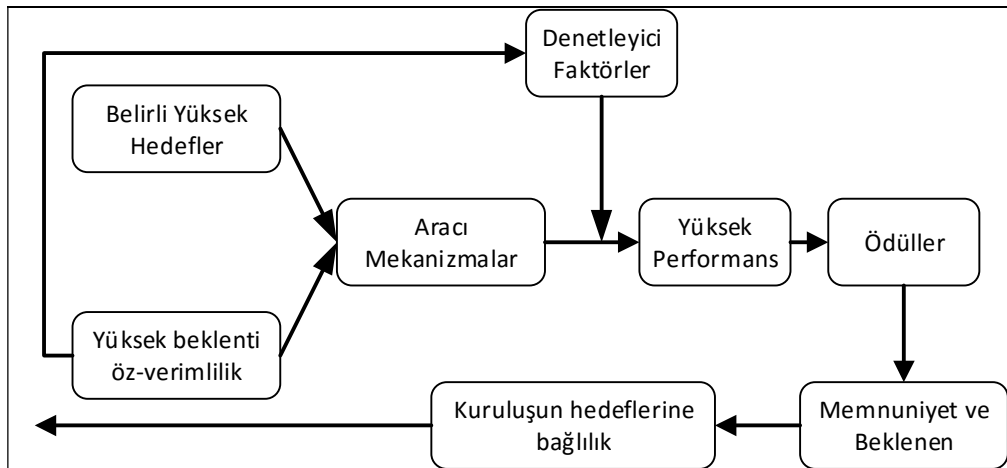 Denetleyici
Faktörler
Belirli Yüksek
Hedefler
Aracı
Mekanizmalar
Yüksek
Performans
Ödüller
Yüksek beklenti
öz-verimlilik
Kuruluşun hedeflerine
bağlılık
Memnuniyet ve
Beklenen